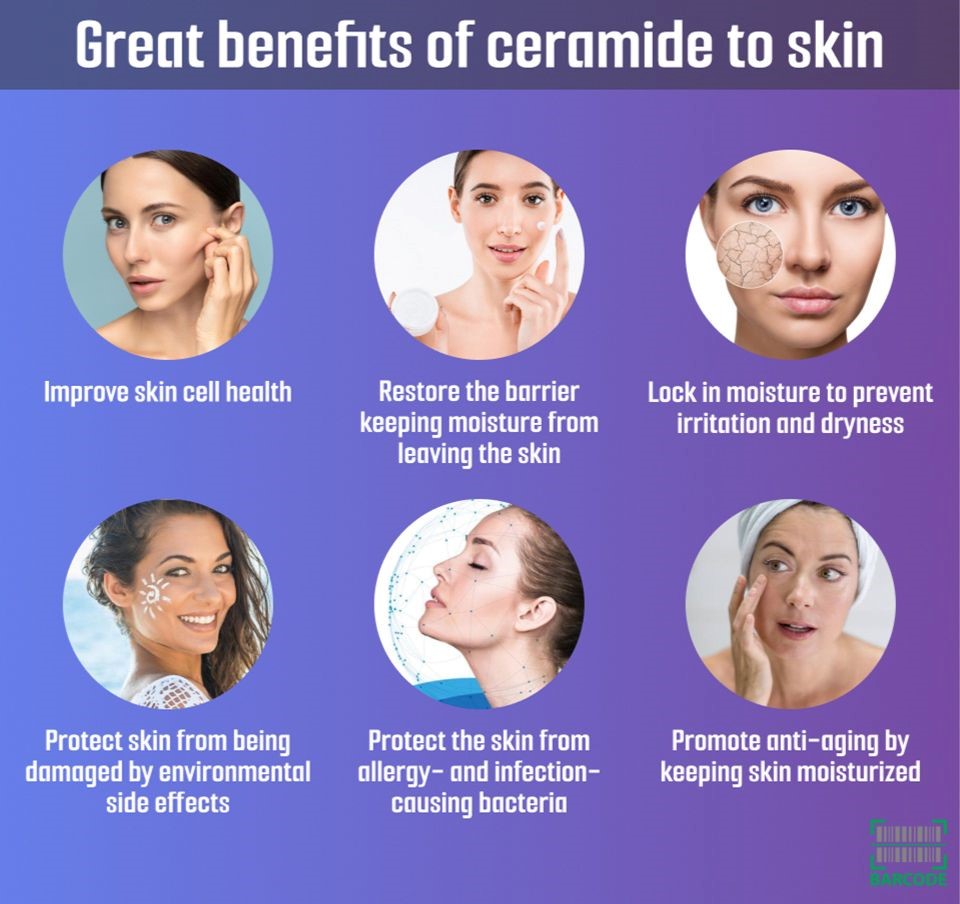 Great benefits of ceramide to skin
Improve skin cell health
Restore the barrier
keeping moisture from
leaving the skin
Lock in moisture to prevent
irritation and dryness
Protect skin from being
damaged by environmental
side effects
Protect the skin from
allergy- and infection-
causing bacteria
Promote anti-aging by
keeping skin moisturized
BARCODE